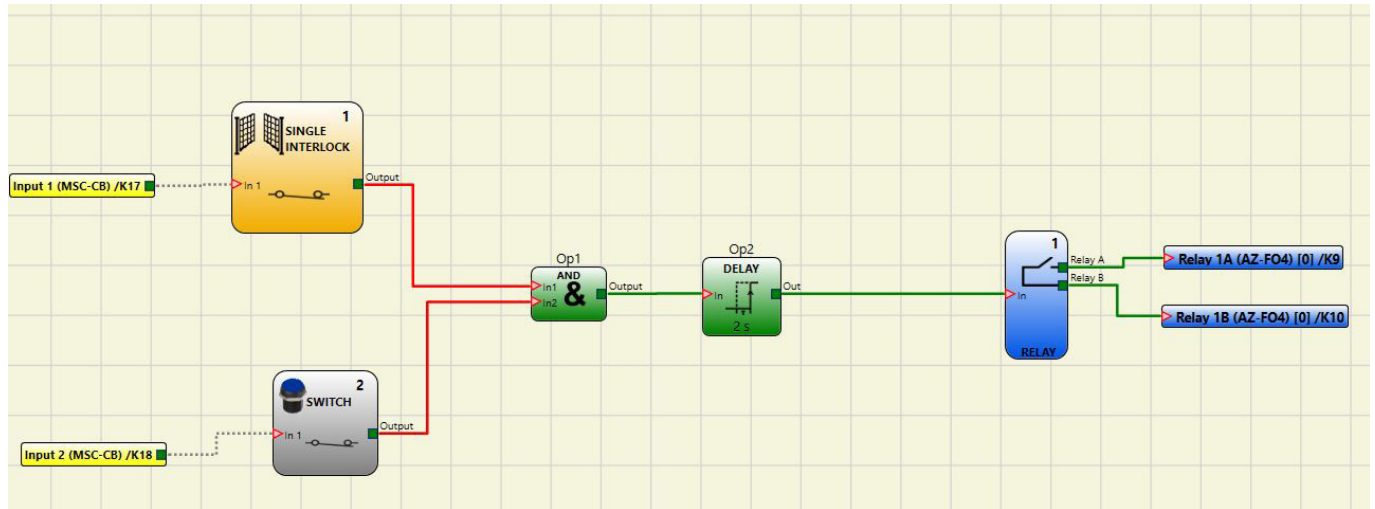 1
SINGLE
INTERLOCK
Input 1 (MSC-CB) /K17
In 1
Output
Op1
AND
&
In1
In2
Output
Op2
DELAY
In
Out
2 s
1
Relay A
Relay B
In
RELAY
Relay 1A (AZ-FO4) [0] /K9
Relay 1B (AZ-FO4) [0] /K10
2
SWITCH
Input 2 (MSC-CB) /K18
In 1
Output